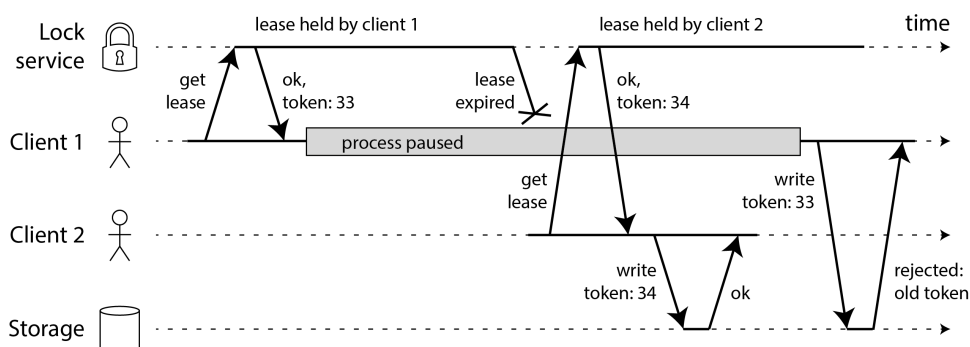 Lock
service
lease held by client 1
lease held by client 2
time
get
lease
ok,
token: 33
lease
expired
ok,
token: 34
Client 1
process paused
get
lease
write
token: 33
Client 2
write
token: 34
ok
rejected:
old token
Storage